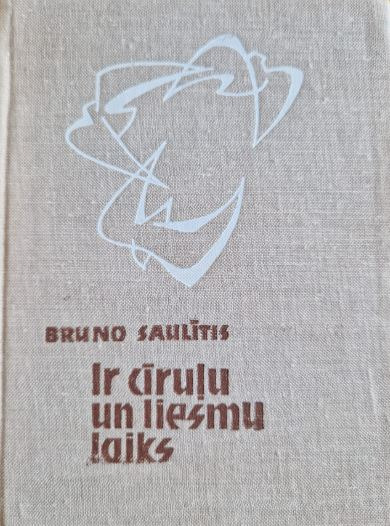 BRUNO SAULĪTIS
Ir cīruļu
un liesmu
laiks